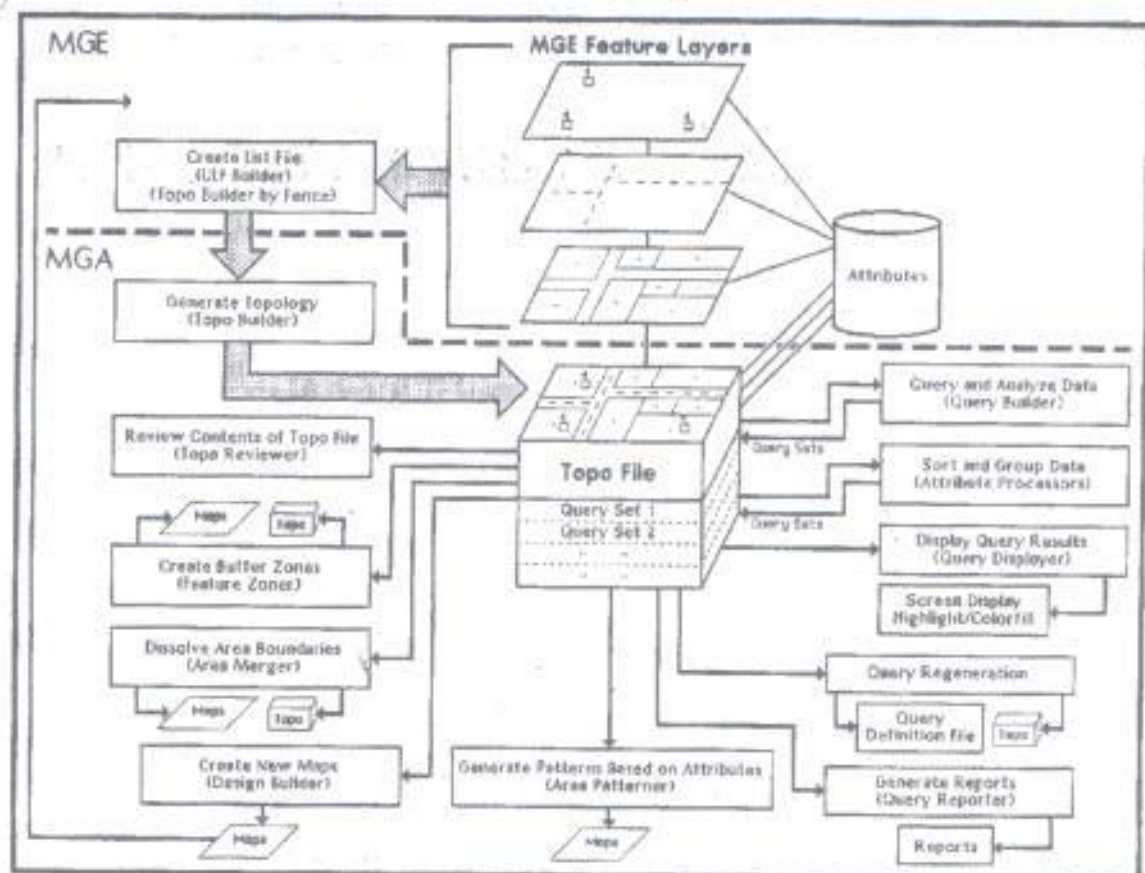 MGE
MGE Feature Layers
Create List File
(ULF Builder)
(Topo Builder by Fence)
Attributes
MGA
Generate Topology
(Topo Builder)
Query and Analyze Data
(Query Builder)
Query Sets
Review Contents of Topo File
(Topo Reviewer)
Topo File
Query Set 1
Query Set 2
Sort and Group Data
(Attribute Processors)
Query Sets
Maps
Topo
Create Buffer Zones
(Feature Zoner)
Display Query Results
(Query Displayer)
Screen Display
Highlight/Colorfill
Dissolve Area Boundaries
(Area Merger)
Maps
Topo
Query Regeneration
Query
Definition file
Topo
Create New Maps
(Design Builder)
Maps
Generate Patterns Based on Attributes
(Area Patterner)
Maps
Generate Reports
(Query Reporter)
Reports